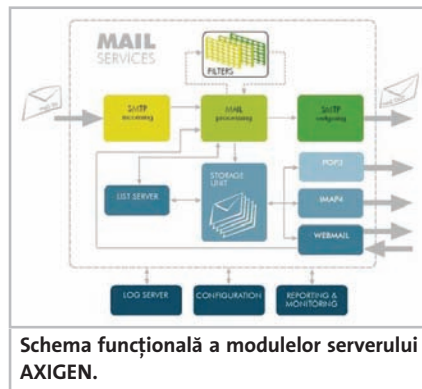 MAIL
SERVICES
FILTERS
SMTP
incoming
MAIL
processing
SMTP
outgoing
STORAGE
UNIT
POP3
LIST SERVER
IMAP4
WEBMAIL
LOG SERVER
CONFIGURATION
REPORTING &
MONITORING
Schema funcțională a modulelor serverului
AXIGEN.